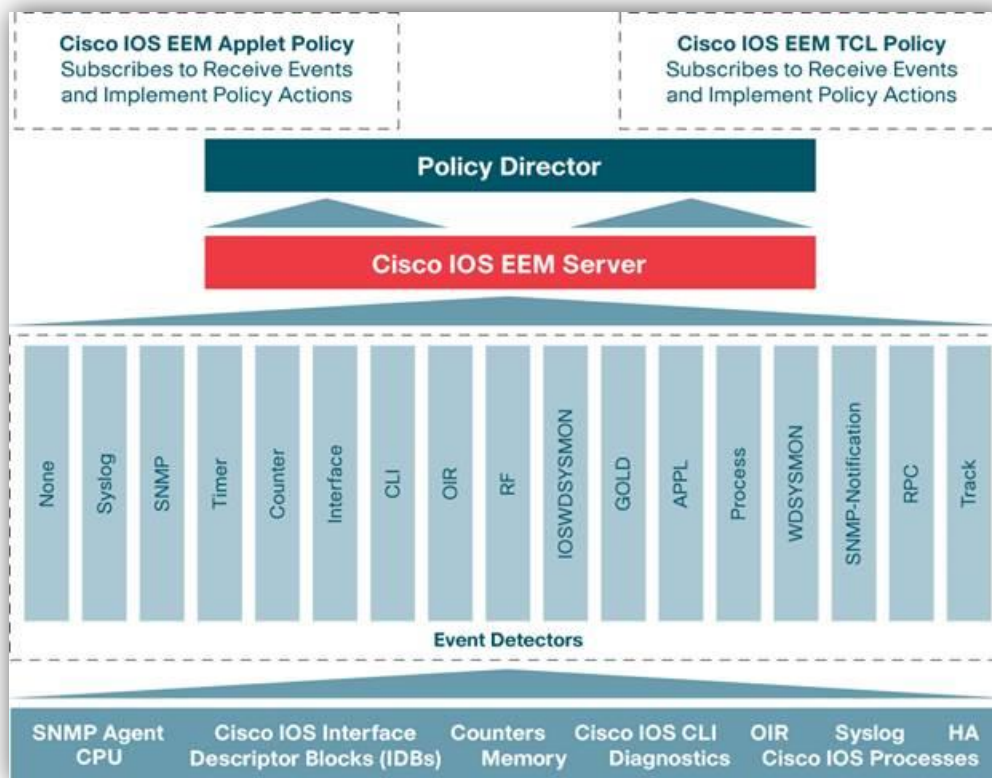 Cisco IOS EEM Applet Policy
Subscribes to Receive Events
and Implement Policy Actions
Cisco IOS EEM TCL Policy
Subscribes to Receive Events
and Implement Policy Actions
Policy Director
Cisco IOS EEM Server
None
Syslog
SNMP
Timer
Counter
Interface
CLI
OIR
RF
IOSWDSYSMON
GOLD
APPL
Process
WDSYSMON
SNMP-Notification
RPC
Track
Event Detectors
SNMP Agent Cisco IOS Interface Counters Cisco IOS CLI OIR Syslog HA
CPU Descriptor Blocks (IDBs) Memory Diagnostics Cisco IOS Processes